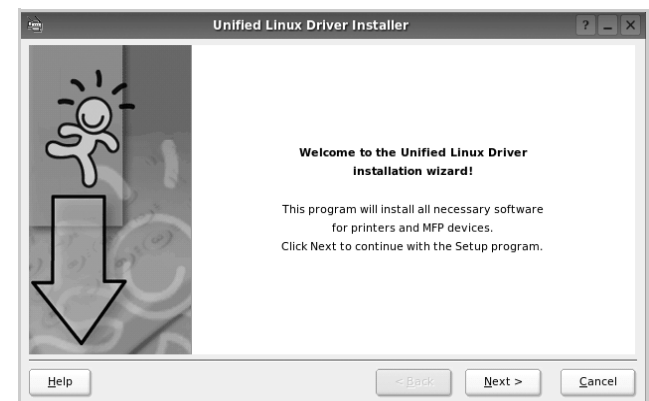 Unified Linux Driver Installer
Welcome to the Unified Linux Driver
installation wizard!
This program will install all necessary software
for printers and MFP devices.
Click Next to continue with the Setup program.
Help
< Back
Next >
Cancel